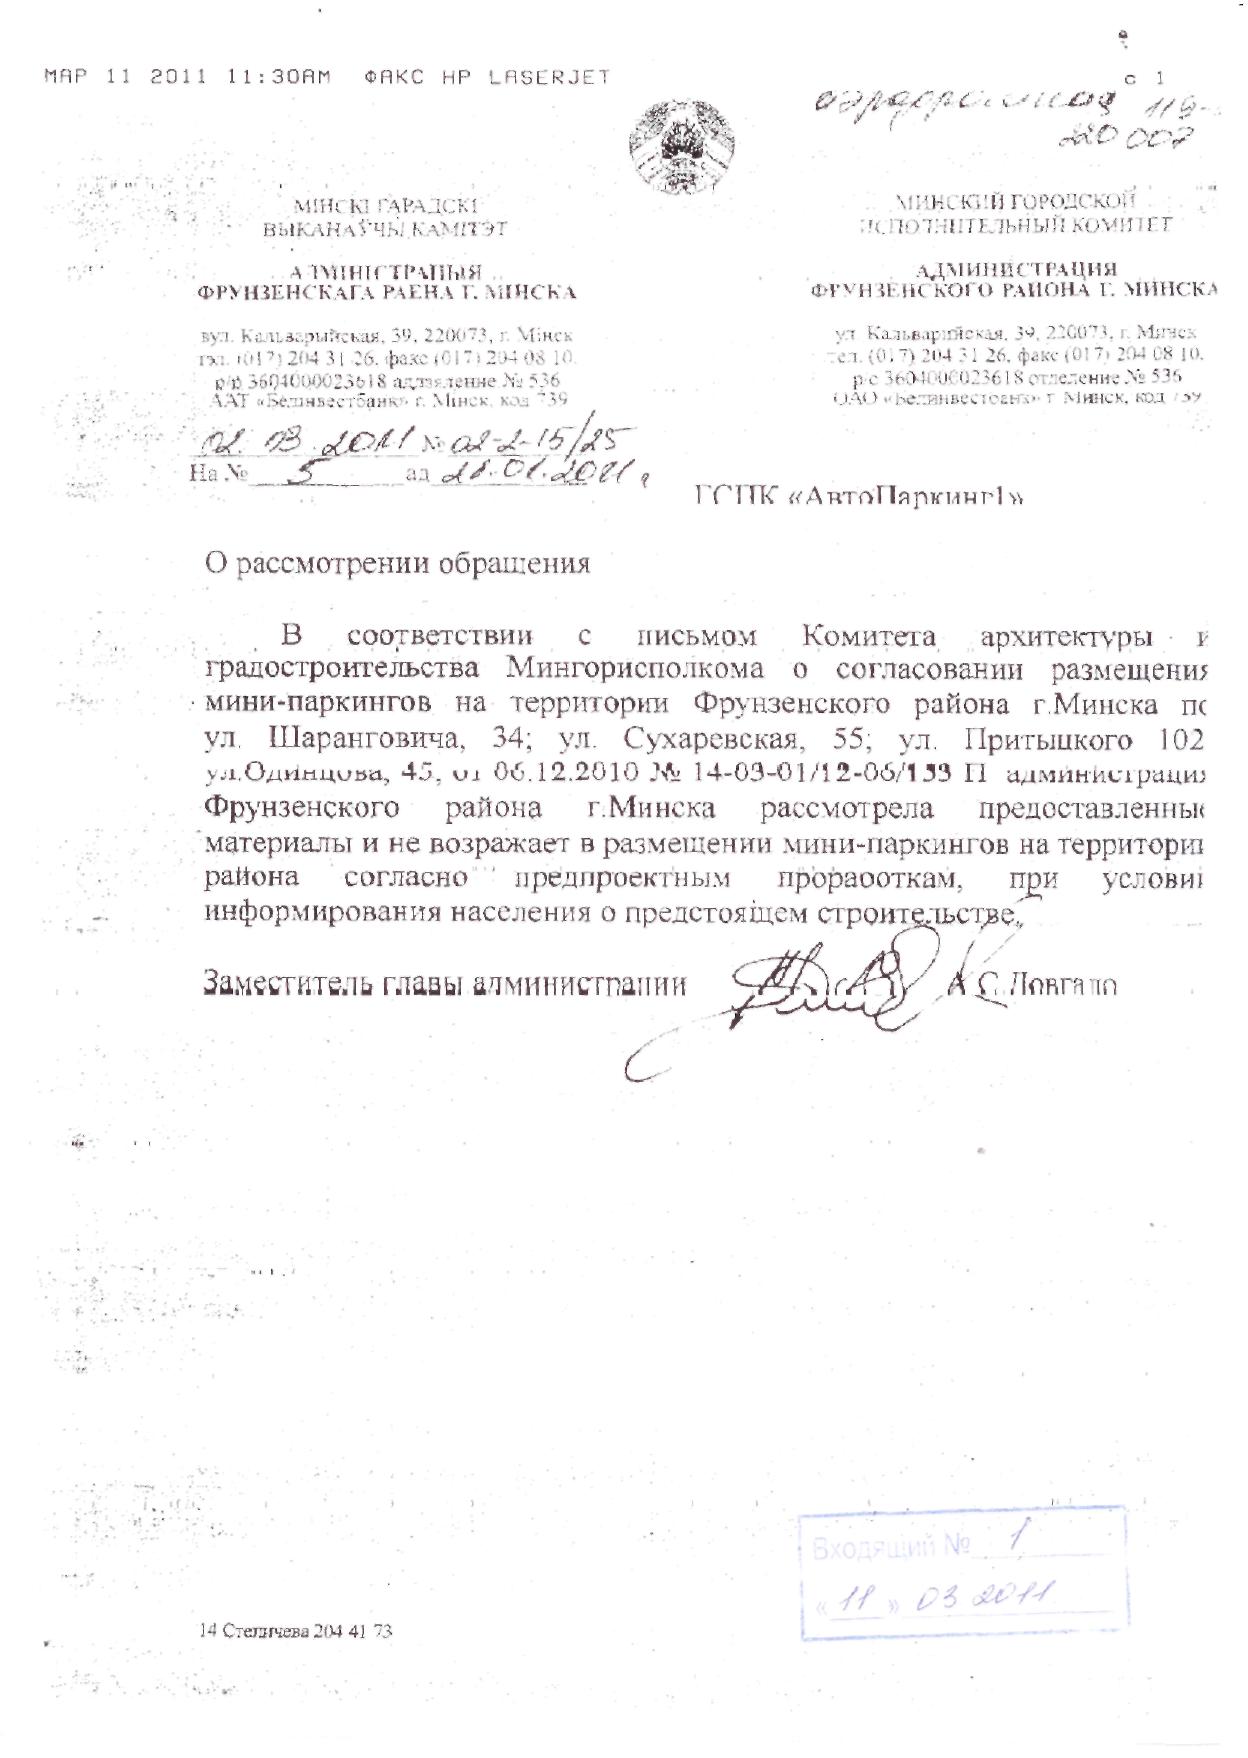 МАР 11 2011 11:30AM ФАКС HP LASERJET
с 1
220 007
МІНСКІ ГАРАДСКІ
ВЫКАНАЎЧЫ КАМІТЭТ
АДМІНІСТРАЦЫЯ
ФРУНЗЕНСКАГА РАЕНА Г. МІНСКА
вул. Кальварыйская, 39, 220073, г. Мінск
тэл. (017) 204 31 26, факс (017) 204 08 10,
р/р 3604000023618 аддзяленне № 536
ААТ «Белінвестбанк» г. Мінск, код 739
МИНСКИЙ ГОРОДСКОЙ
ИСПОЛНИТЕЛЬНЫЙ КОМИТЕТ
АДМИНИСТРАЦИЯ
ФРУНЗЕНСКОГО РАЙОНА Г. МИНСКА
ул. Кальварийская, 39, 220073, г. Минск
тел. (017) 204 31 26, факс (017) 204 08 10,
р/с 3604000023618 отделение № 536
ОАО «Белинвестбанк» г. Минск, код 739
02. 03. 2011 № 02-2-15/25
На № 5 ад 21.01.2011 г
ГСПК «АвтоПаркинг1»
О рассмотрении обращения
В соответствии с письмом Комитета архитектуры и
градостроительства Мингорисполкома о согласовании размещения
мини-паркингов на территории Фрунзенского района г.Минска по
ул. Шаранговича, 34; ул. Сухаревская, 55; ул. Притыцкого 102
ул.Одинцова, 45, от 06.12.2010 № 14-03-01/12-06/133 П администрация
Фрунзенского района г.Минска рассмотрела предоставленные
материалы и не возражает в размещении мини-паркингов на территории
района согласно предпроектным проработкам, при условии
информирования населения о предстоящем строительстве.
Заместитель главы администрации А.С.Довгало
Входящий № 1
« 11 » 03 2011
14 204 41 73